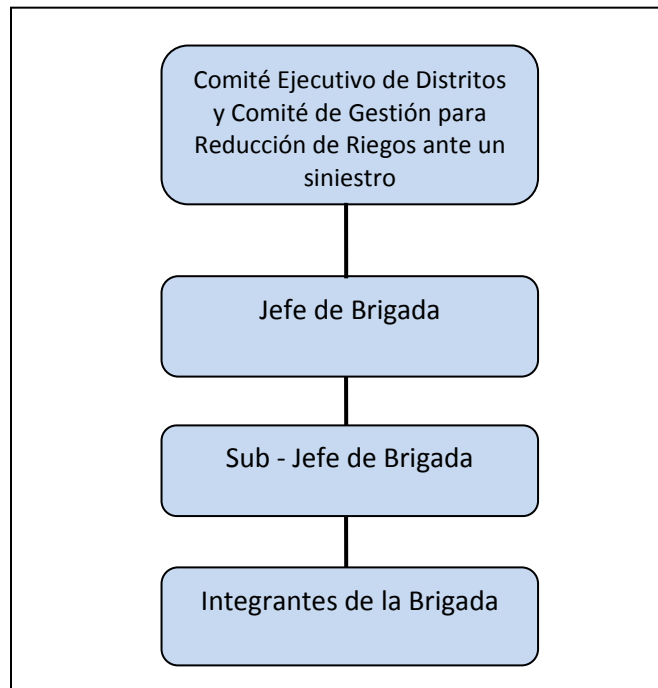 Comité Ejecutivo de Distritos
y Comité de Gestión para
Reducción de Riegos ante un
siniestro
Jefe de Brigada
Sub - Jefe de Brigada
Integrantes de la Brigada